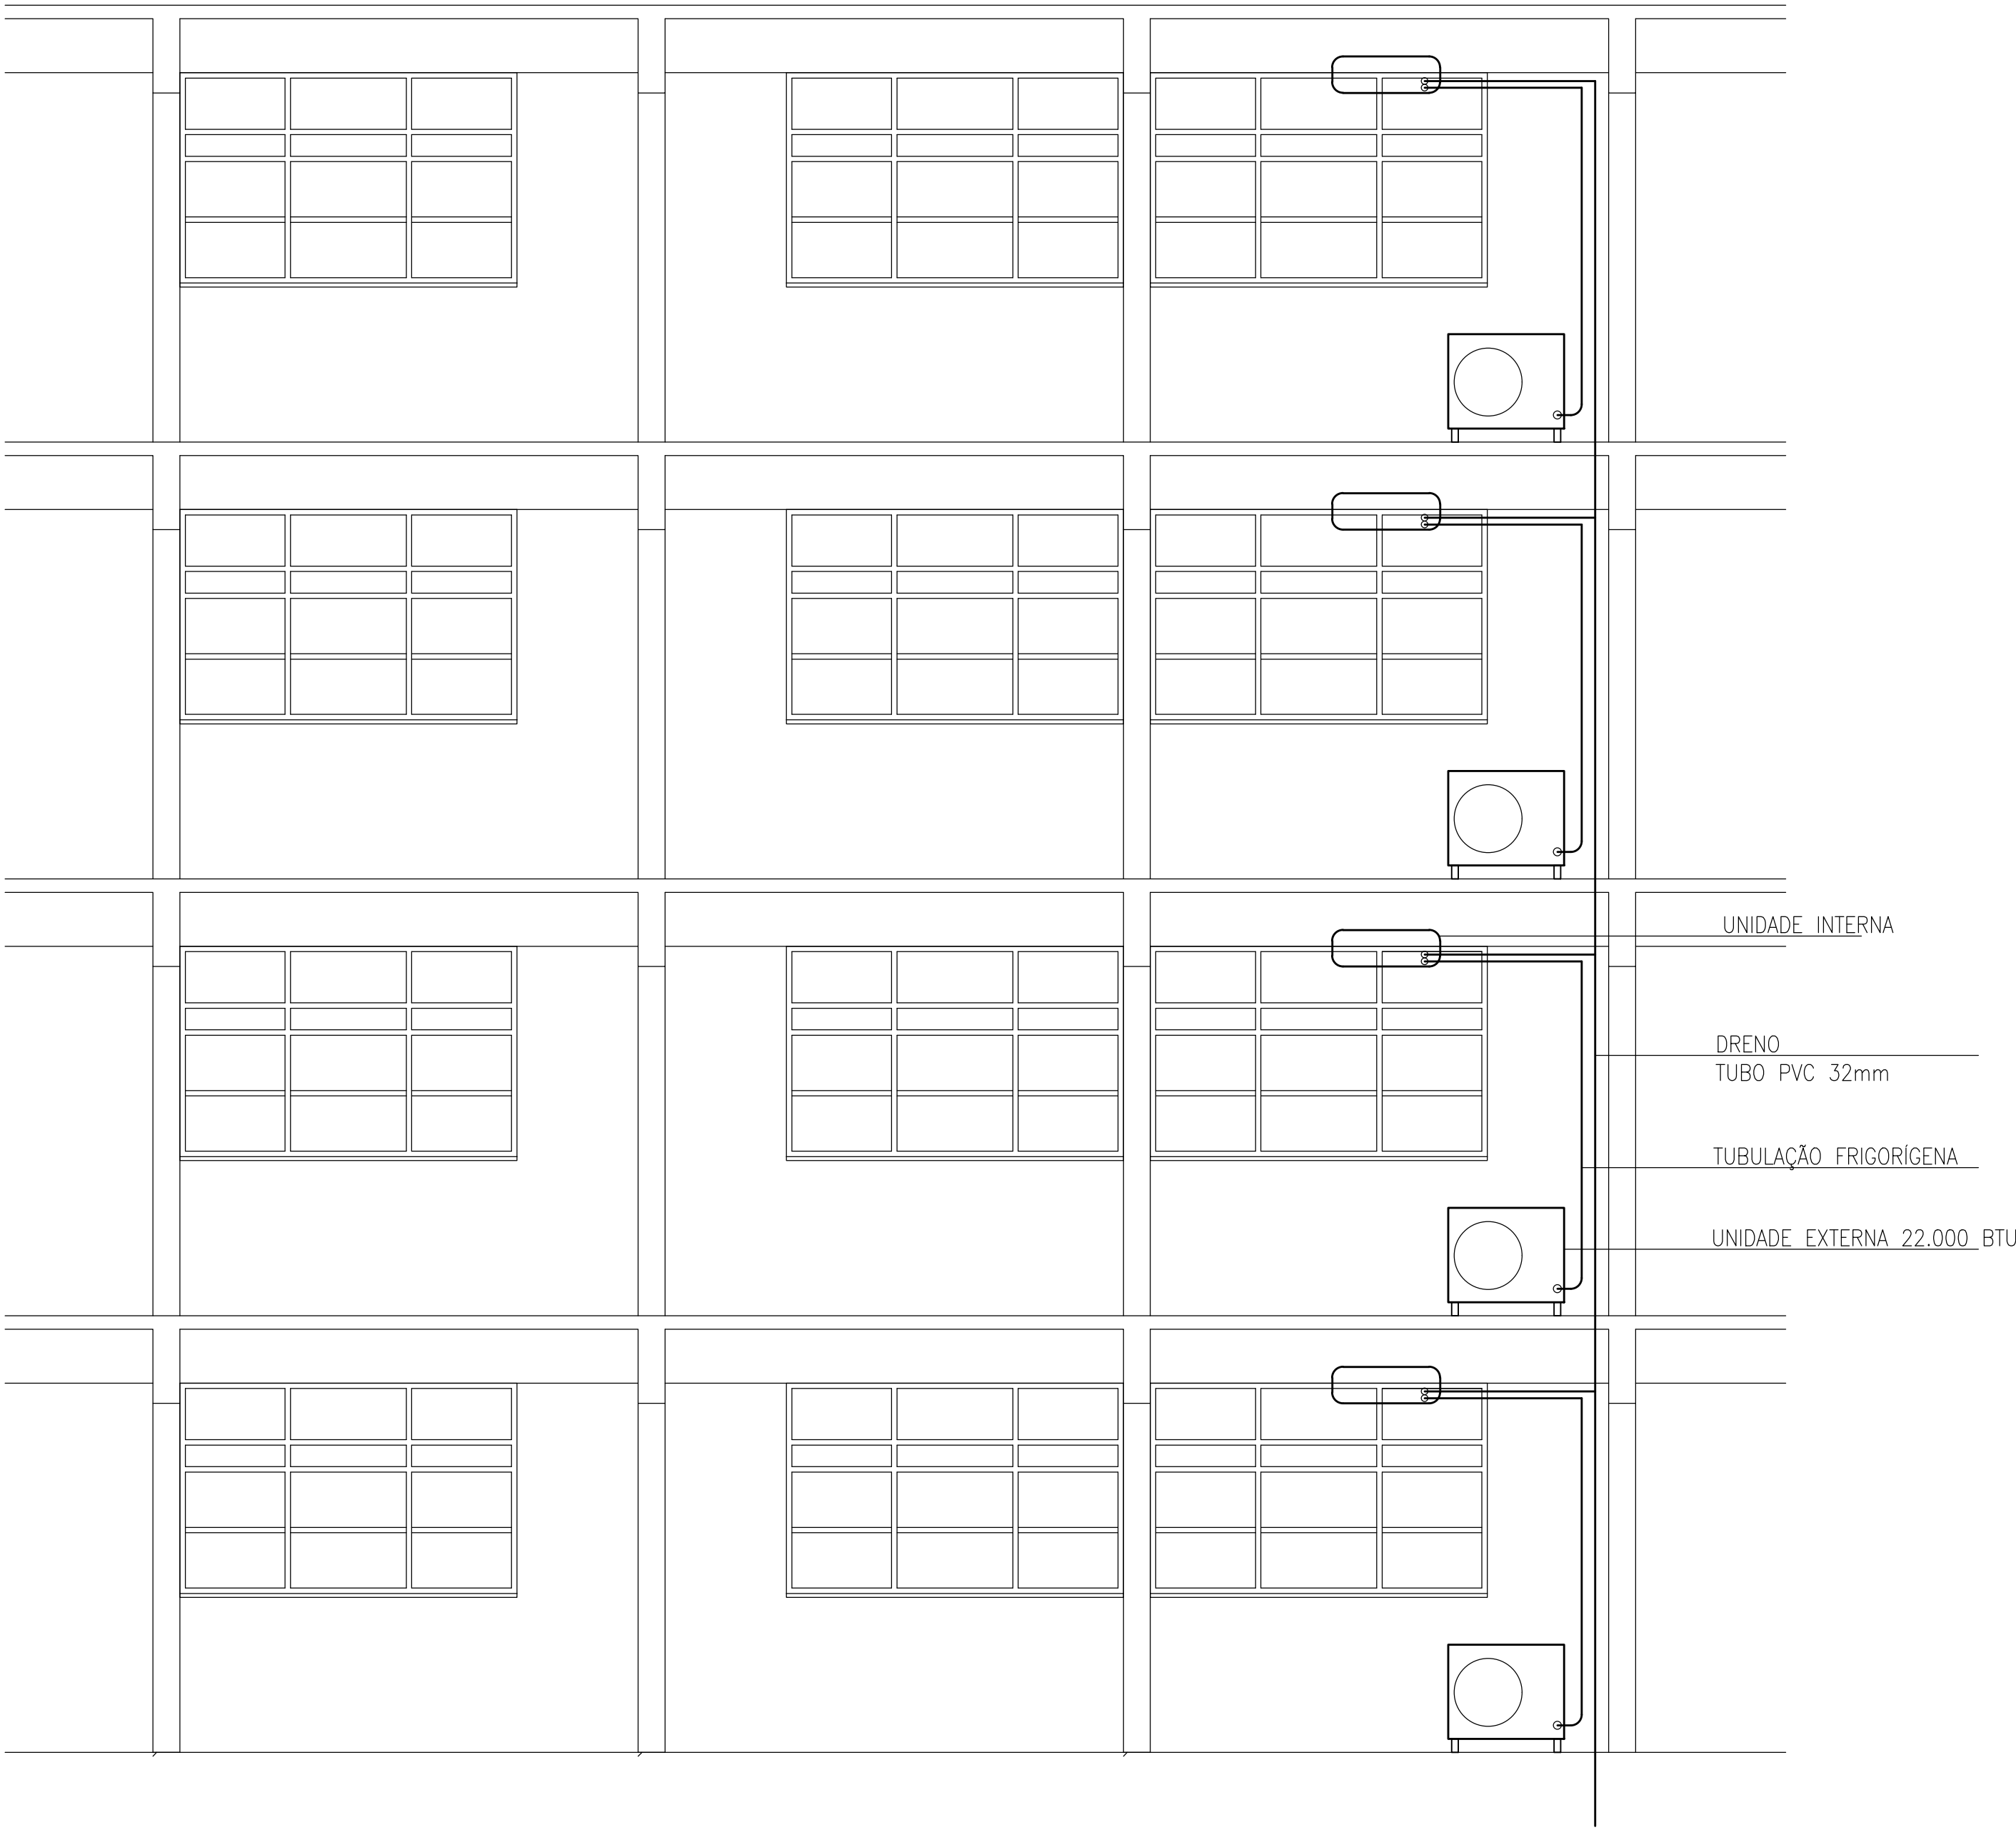 UNIDADE INTERNA
DRENO
TUBO PVC 32mm
TUBULAÇÃO FRIGORÍGENA
UNIDADE EXTERNA 22.000 BTU